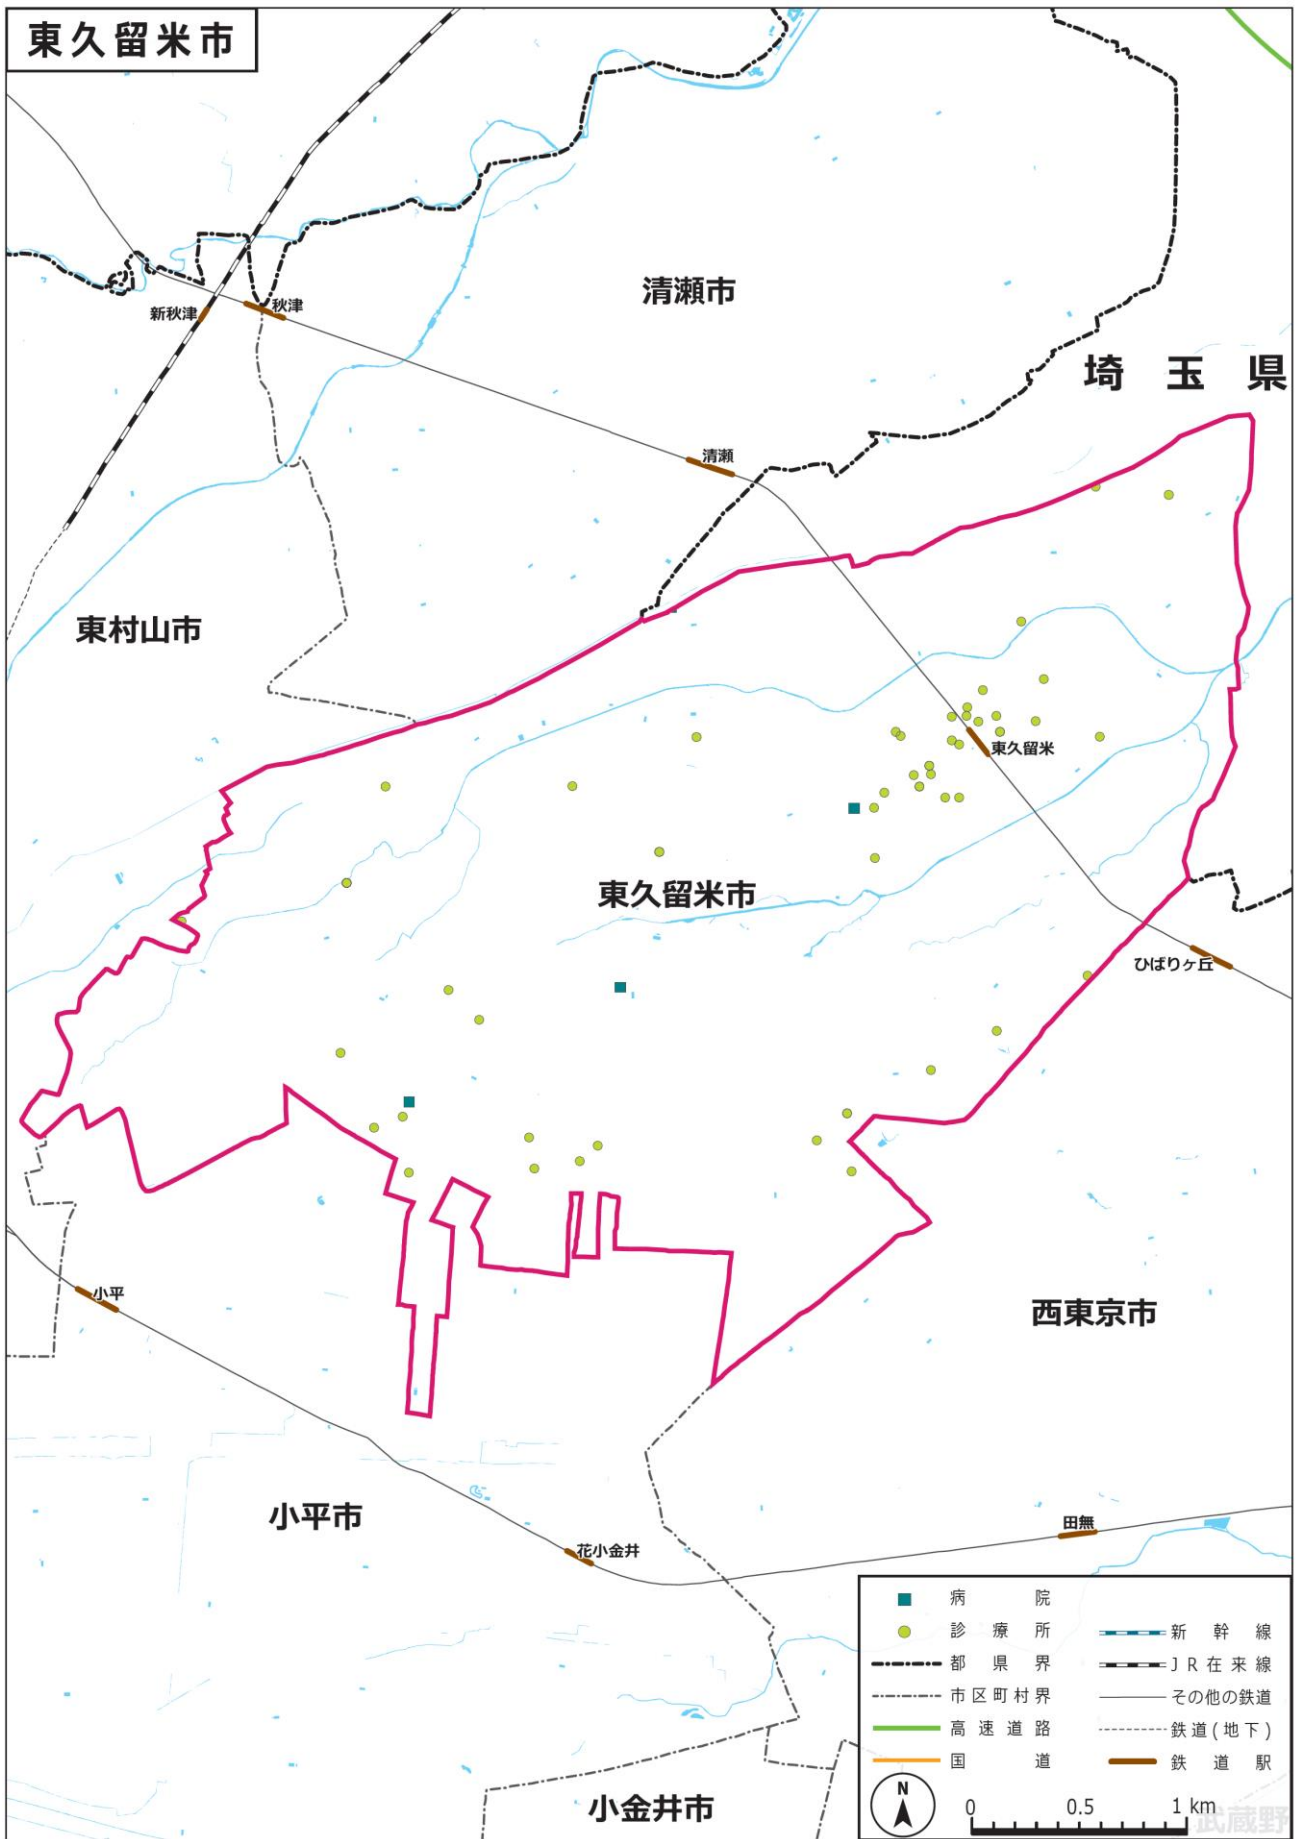 東久留米市
清瀬市
新秋津
秋津
埼玉県
清瀬
東村山市
東久留米
東久留米市
ひばりヶ丘
小平
西東京市
小平市
田無
花小金井
病院
診療所
新幹線
都県界
JR在来線
市区町村界
その他の鉄道
高速道路
鉄道(地下)
国道
鉄道駅
N
0 0.5 1 km
小金井市
武蔵野